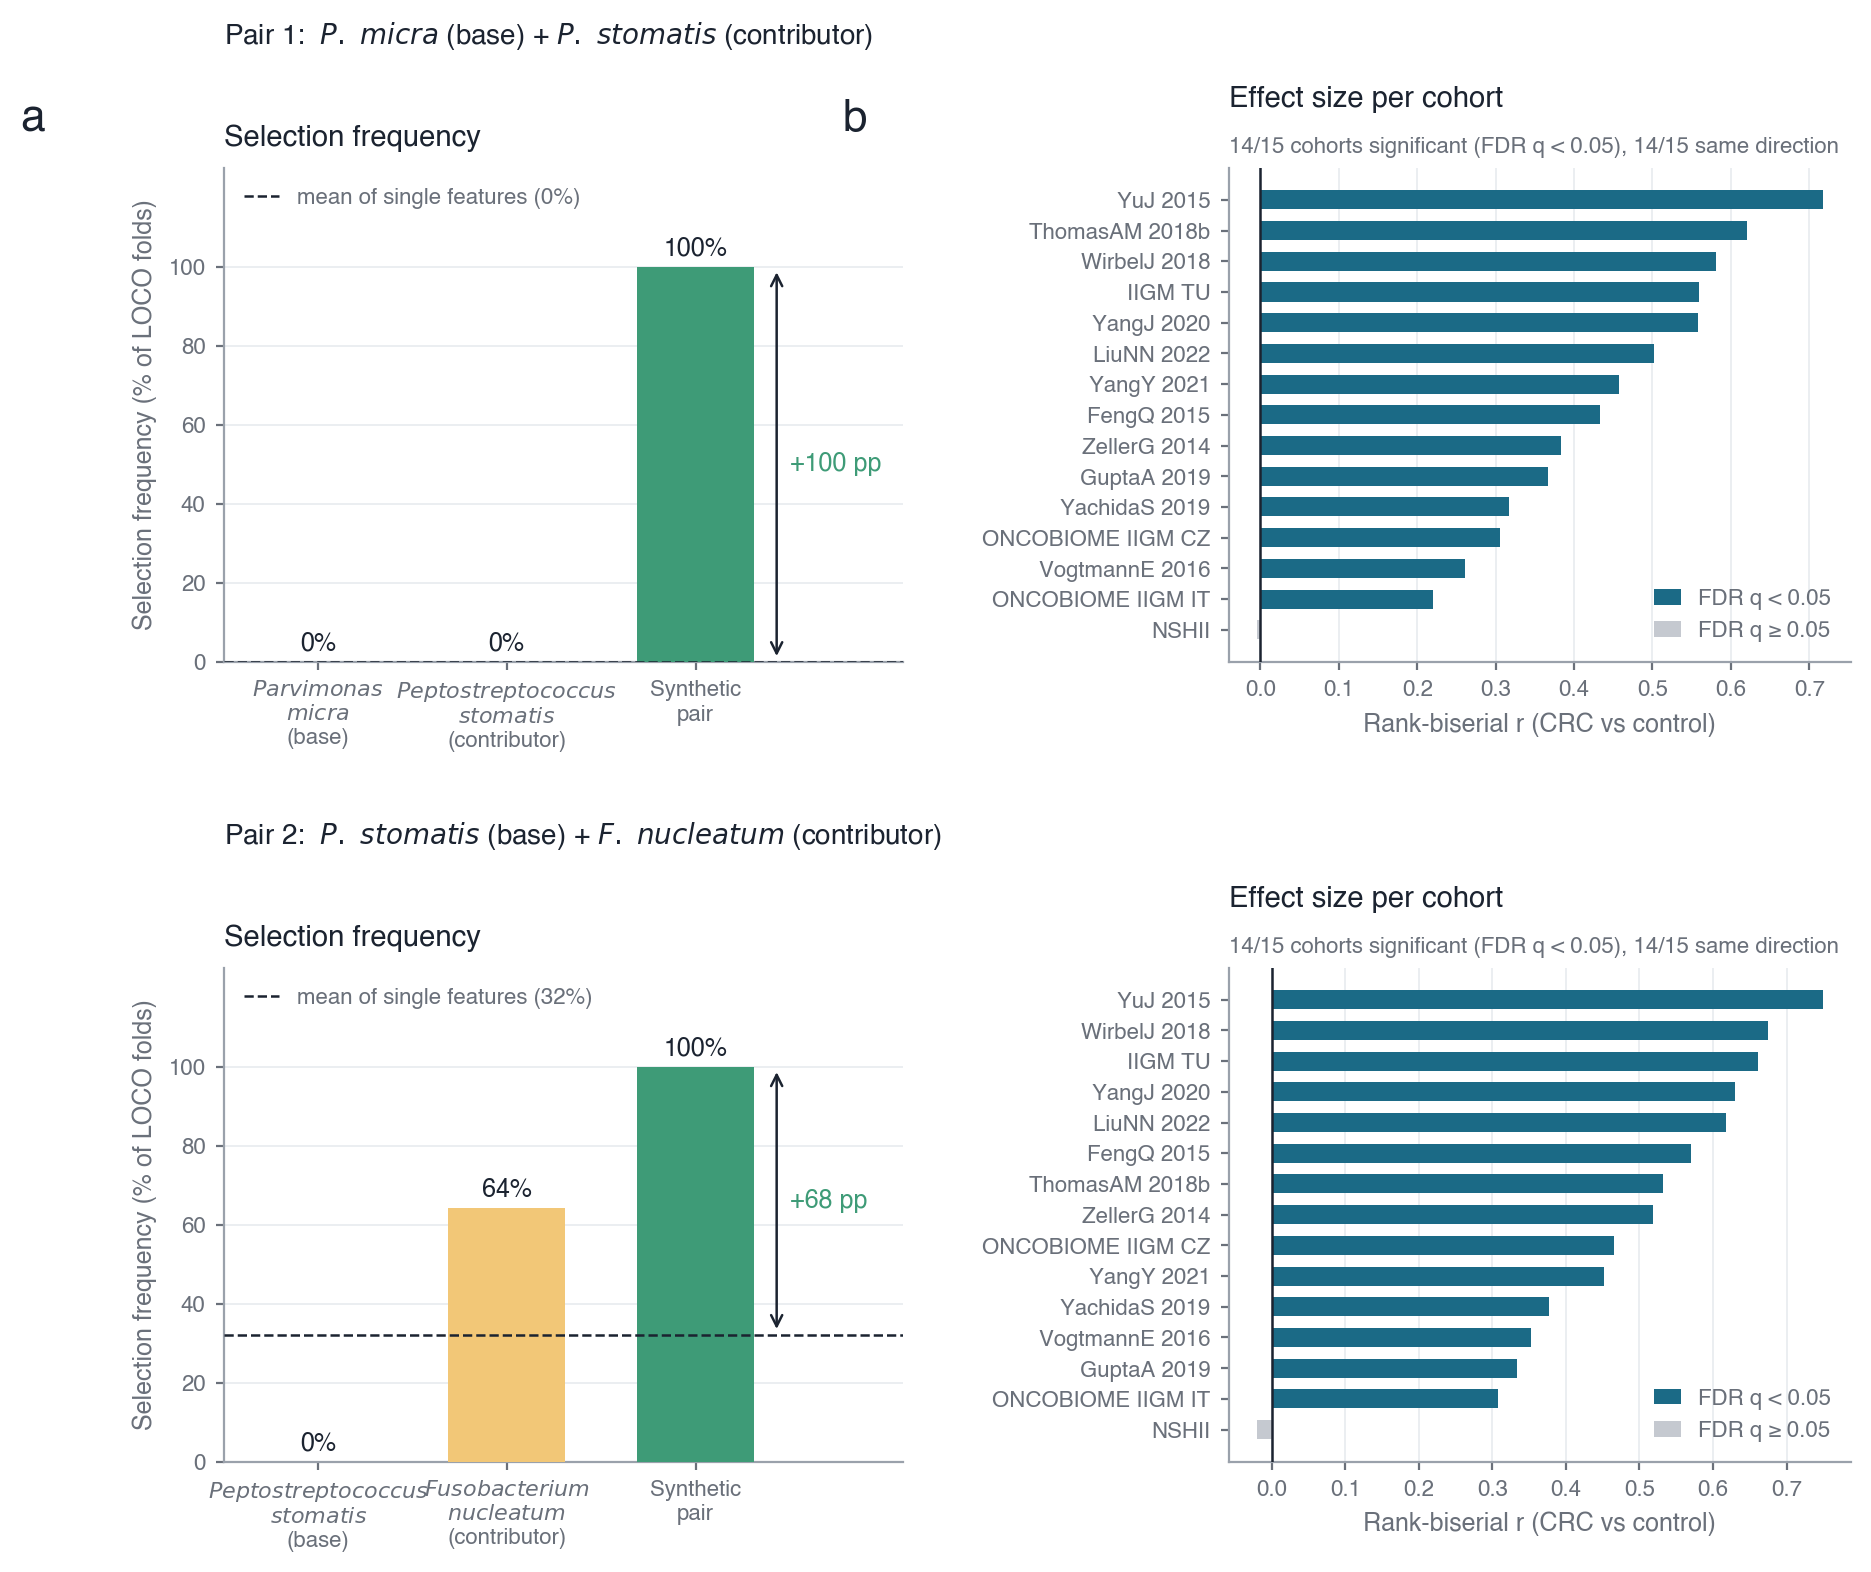 Pair 1: P. micra (base) + P. stomatis (contributor)
a
Selection frequency
mean of single features (0%)
Selection frequency (% of LOCO folds)
100
80
60
40
20
0
0%
0%
100%
+100 pp
Parvimonas
micra
(base)
Peptostreptococcus
stomatis
(contributor)
Synthetic
pair
b
Effect size per cohort
14/15 cohorts significant (FDR q < 0.05), 14/15 same direction
YuJ 2015
ThomasAM 2018b
WirbelJ 2018
IIGM TU
YangJ 2020
LiuNN 2022
YangY 2021
FengQ 2015
ZellerG 2014
GuptaA 2019
YachidaS 2019
ONCOBIOME IIGM CZ
VogtmannE 2016
ONCOBIOME IIGM IT
NSHII
FDR q < 0.05
FDR q ≥ 0.05
0.0 0.1 0.2 0.3 0.4 0.5 0.6 0.7
Rank-biserial r (CRC vs control)
Pair 2: P. stomatis (base) + F. nucleatum (contributor)
Selection frequency
mean of single features (32%)
Selection frequency (% of LOCO folds)
100
80
60
40
20
0
0%
64%
100%
+68 pp
Peptostreptococcus
stomatis
(base)
Fusobacterium
nucleatum
(contributor)
Synthetic
pair
Effect size per cohort
14/15 cohorts significant (FDR q < 0.05), 14/15 same direction
YuJ 2015
WirbelJ 2018
IIGM TU
YangJ 2020
LiuNN 2022
FengQ 2015
ThomasAM 2018b
ZellerG 2014
ONCOBIOME IIGM CZ
YangY 2021
YachidaS 2019
VogtmannE 2016
GuptaA 2019
ONCOBIOME IIGM IT
NSHII
FDR q < 0.05
FDR q ≥ 0.05
0.0 0.1 0.2 0.3 0.4 0.5 0.6 0.7
Rank-biserial r (CRC vs control)